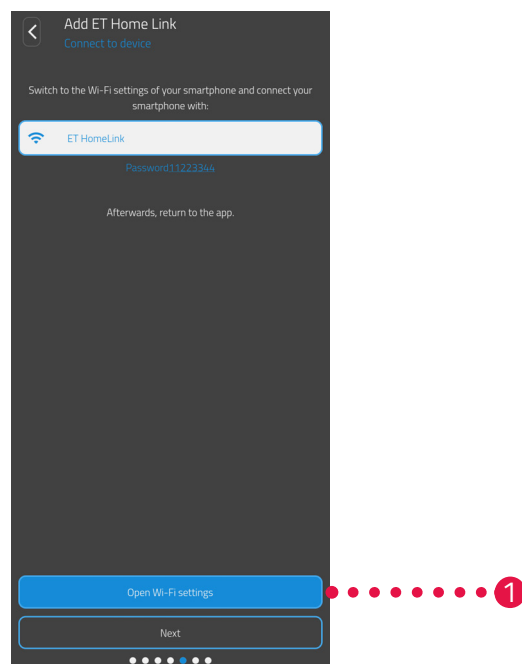 Add ET Home Link
Connect to device
Switch to the Wi-Fi settings of your smartphone and connect your
smartphone with:
ET HomeLink
Password11223344
Afterwards, return to the app.
Open Wi-Fi settings
1
Next